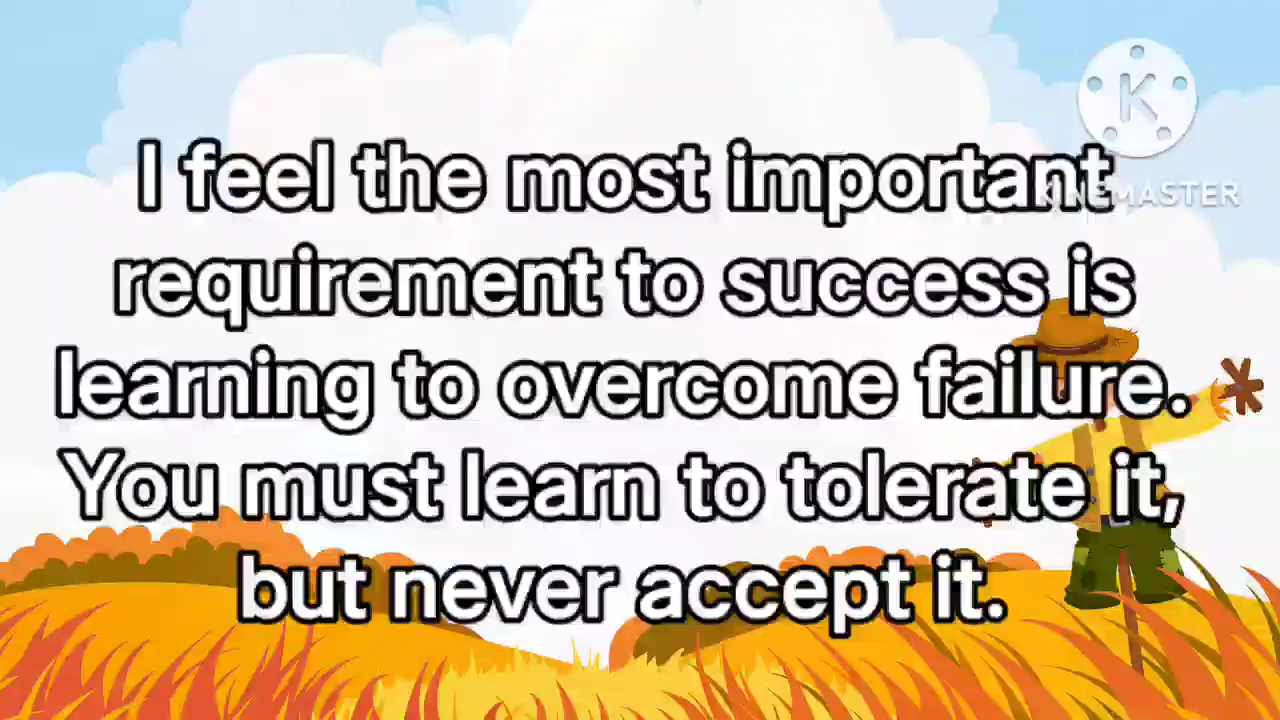 I feel the most important
requirement to success is
learning to overcome failure.
You must learn to tolerate it,
but never accept it.
K
KINEMASTER